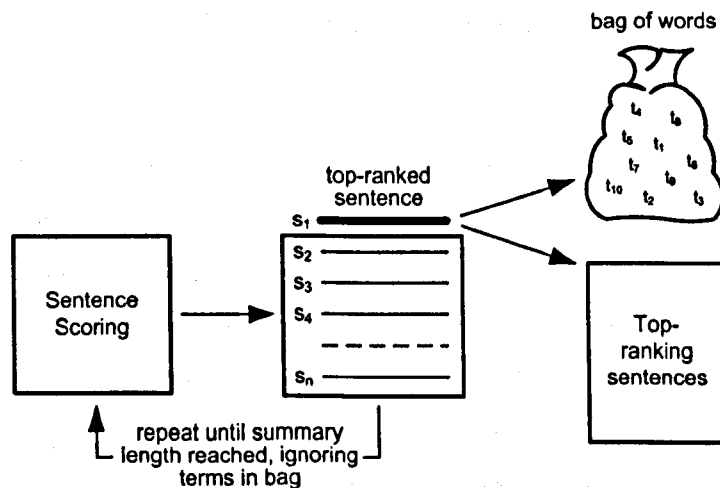 bag of words
t4
t8
t5
t1
t7
t6
t9
t10
t2
t3
top-ranked
sentence
s1
s2
s3
s4
sn
Sentence
Scoring
Top-
ranking
sentences
repeat until summary
length reached, ignoring
terms in bag